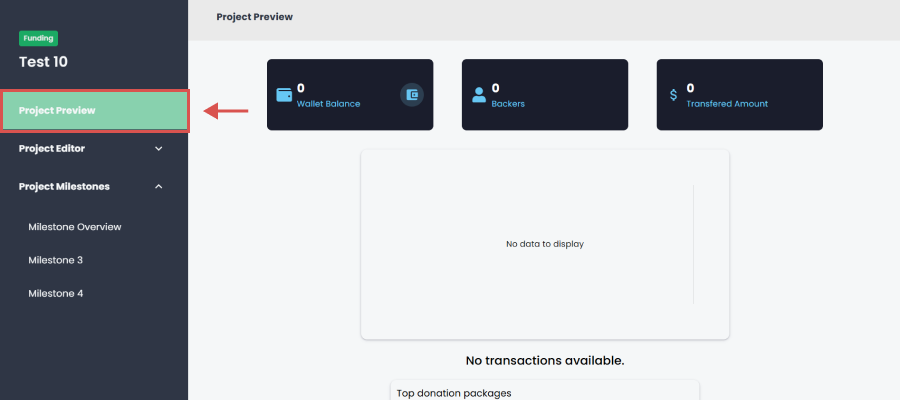 Funding
Test 10
Project Preview
Project Editor
Project Milestones
Milestone Overview
Milestone 3
Milestone 4
Project Preview
0
Wallet Balance
0
Backers
0
Transfered Amount
No data to display
No transactions available.
Top donation packages